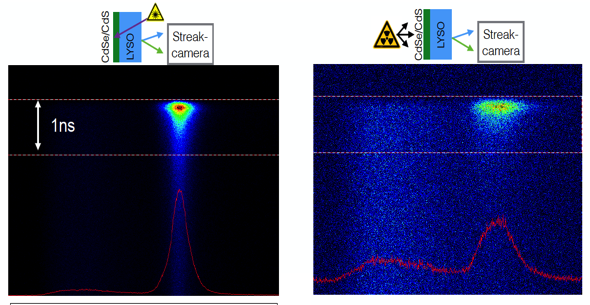 CdSe/CdS
LYSO
Streak-
camera
1ns
CdSe/CdS
LYSO
Streak-
camera